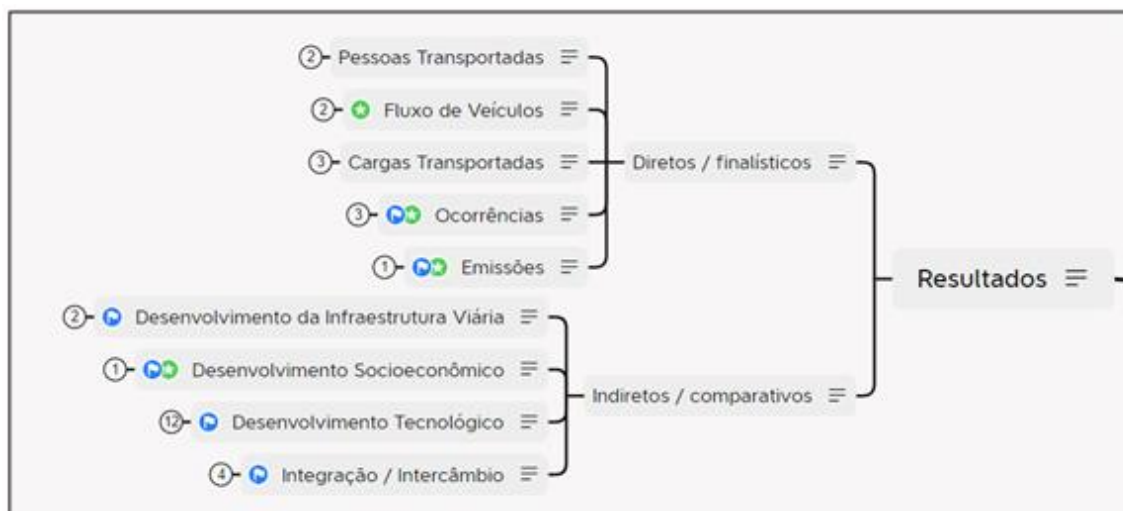 2 Pessoas Transportadas
2 Fluxo de Veículos
3 Cargas Transportadas
3 Ocorrências
1 Emissões
Diretos / finalísticos
2 Desenvolvimento da Infraestrutura Viária
1 Desenvolvimento Socioeconômico
12 Desenvolvimento Tecnológico
4 Integração / Intercâmbio
Indiretos / comparativos
Resultados